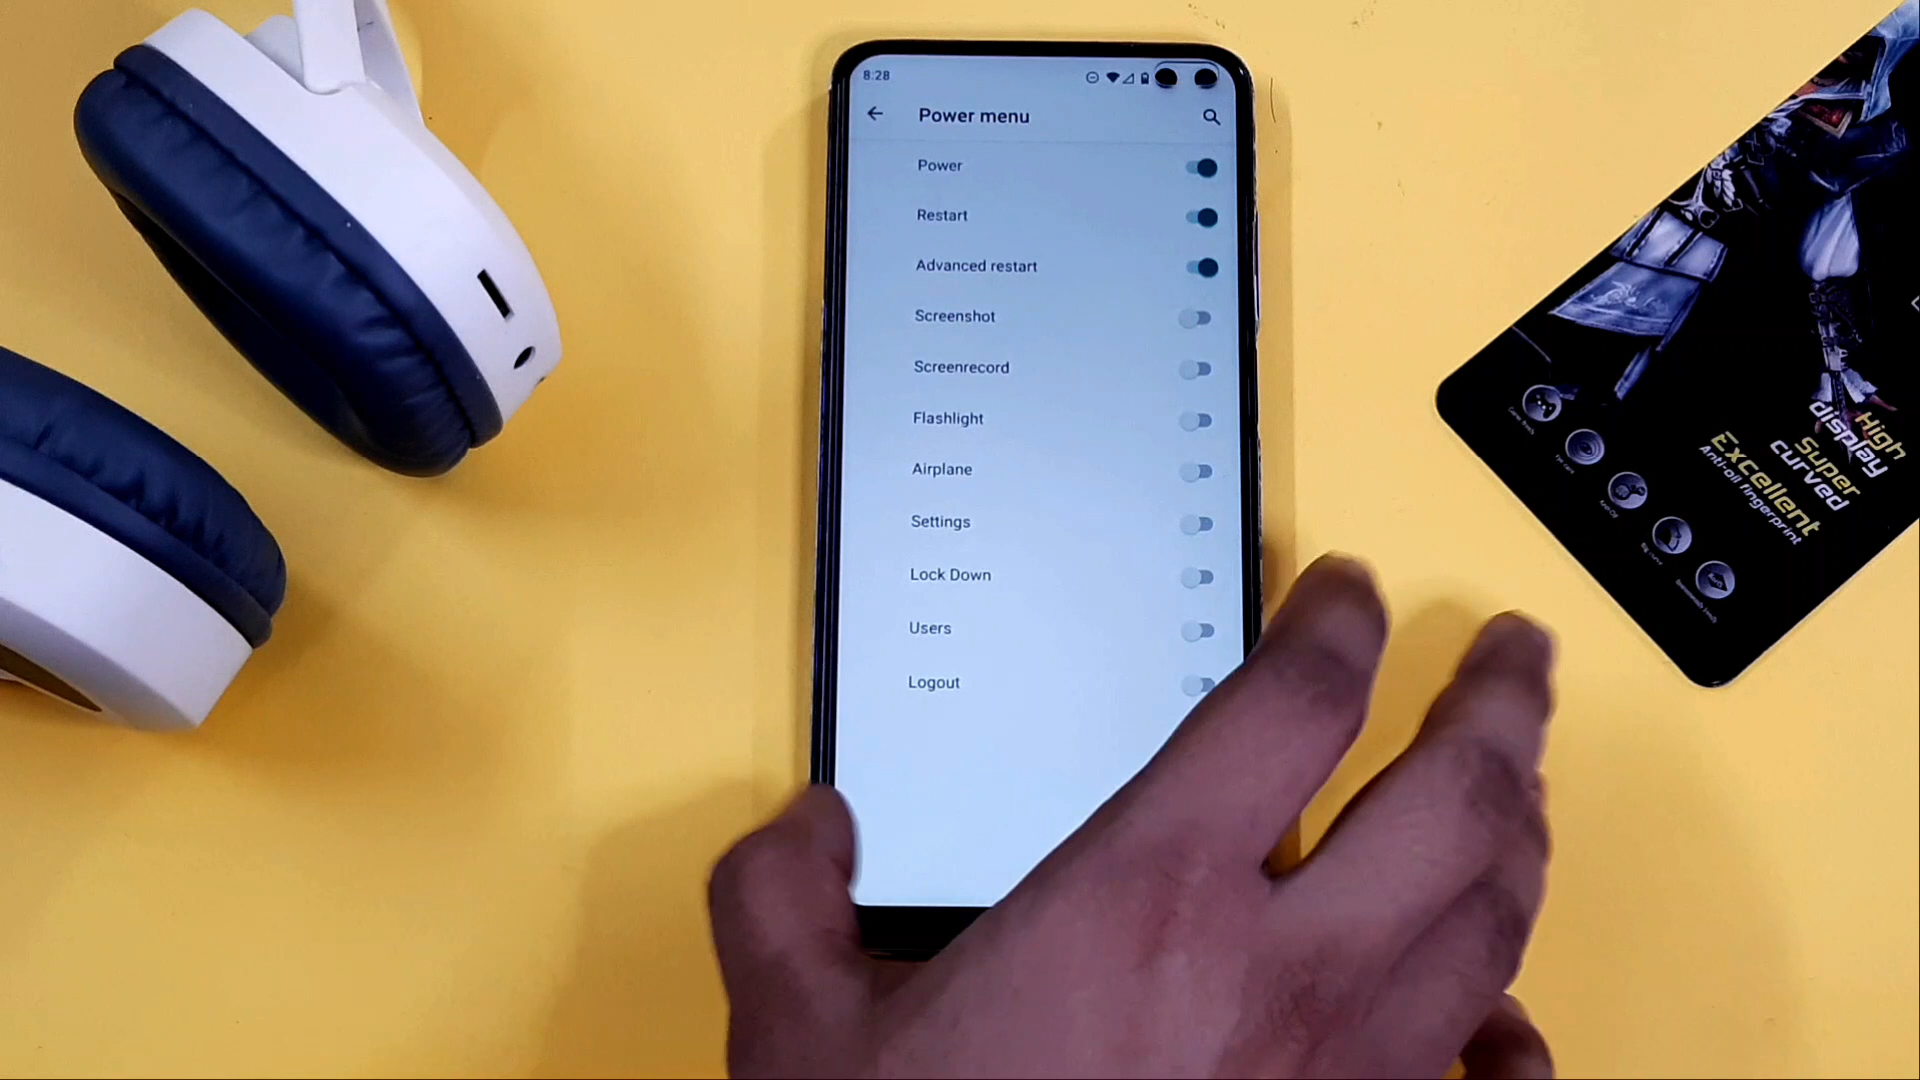 8:28
Power menu
Power
Restart
Advanced restart
Screenshot
Screenrecord
Flashlight
Airplane
Settings
Lock Down
Users
Logout
High
display
Super
curved
Excellent
Anti-oil fingerprint